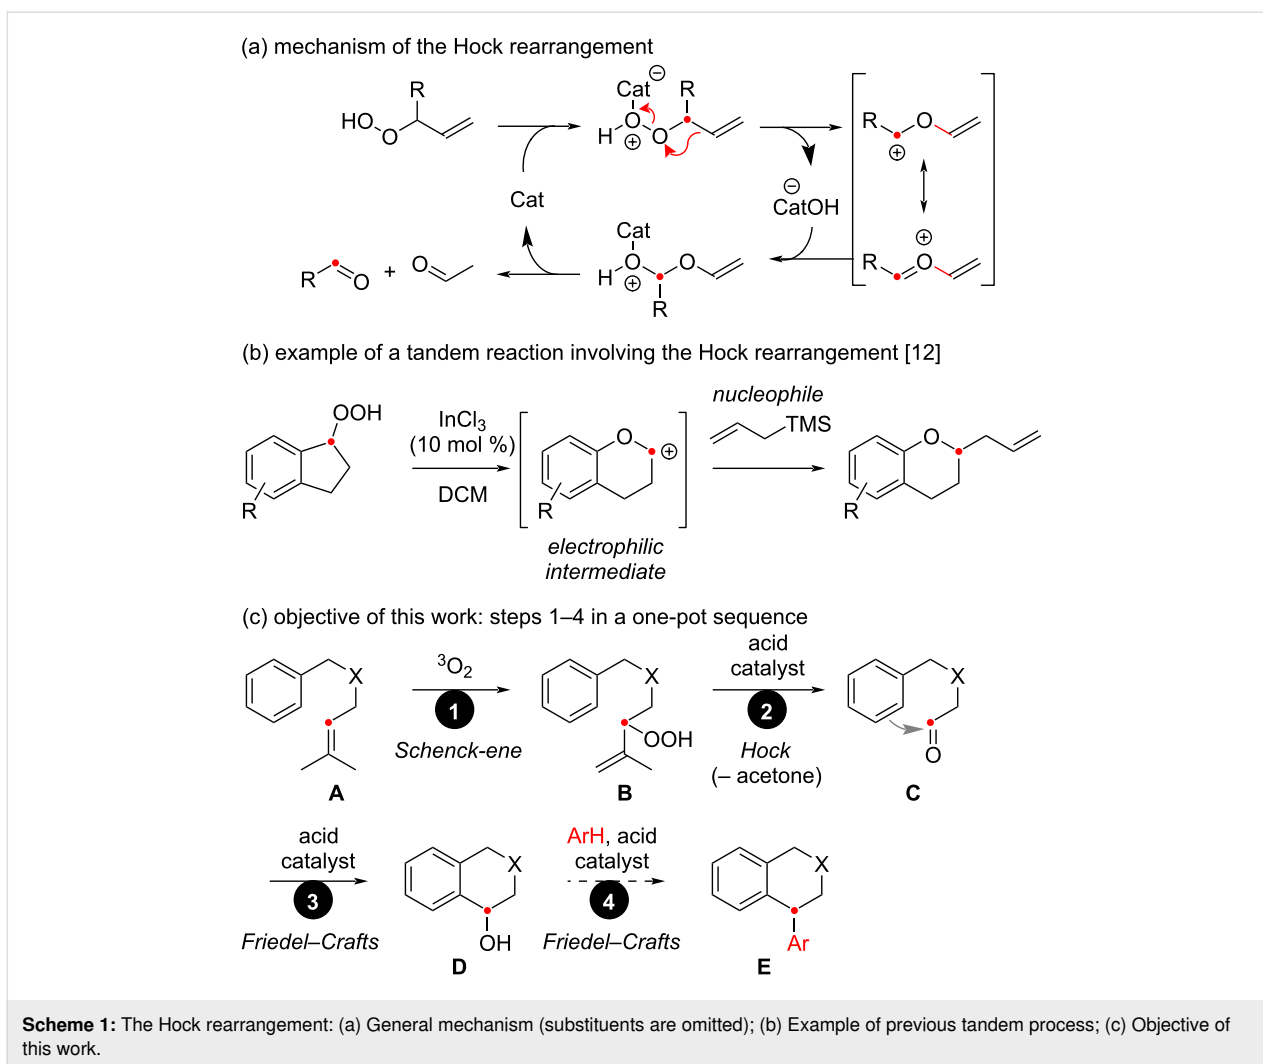 (a) mechanism of the Hock rearrangement
R
HO
O
Cat
⊖
R
H
O
⊕
O
R
O
⊕
Cat
⊖
CatOH
⊕
R
O
R
O
+
O
Cat
H
O
⊕
O
R
(b) example of a tandem reaction involving the Hock rearrangement [12]
OOH
R
InCl3
(10 mol %)
DCM
O
⊕
R
electrophilic
intermediate
nucleophile
TMS
O
R
(c) objective of this work: steps 1–4 in a one-pot sequence
X
A
3O2
1
Schenck-ene
X
OOH
B
acid
catalyst
2
Hock
(– acetone)
X
O
C
acid
catalyst
3
Friedel–Crafts
X
OH
D
ArH, acid
catalyst
4
Friedel–Crafts
X
Ar
E
Scheme 1: The Hock rearrangement: (a) General mechanism (substituents are omitted); (b) Example of previous tandem process; (c) Objective of
this work.